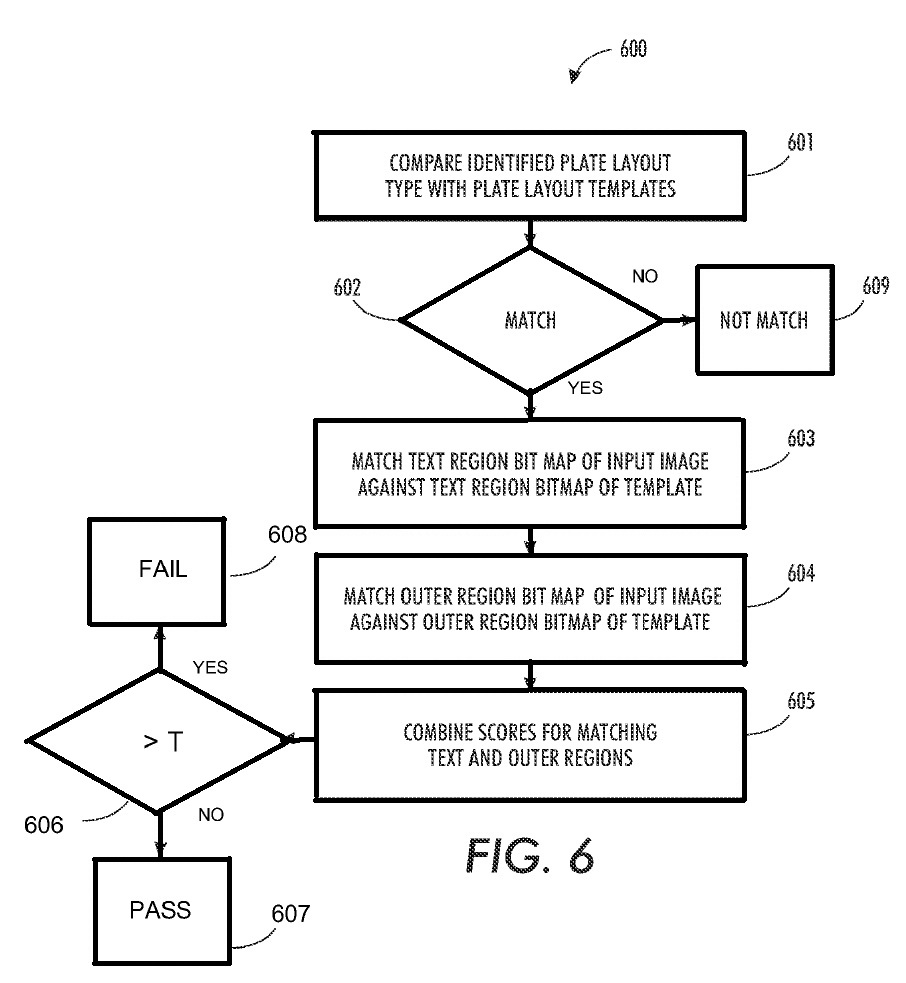 600
COMPARE IDENTIFIED PLATE LAYOUT
TYPE WITH PLATE LAYOUT TEMPLATES
601
602
MATCH
NO
NOT MATCH
609
YES
MATCH TEXT REGION BIT MAP OF INPUT IMAGE
AGAINST TEXT REGION BITMAP OF TEMPLATE
603
MATCH OUTER REGION BIT MAP OF INPUT IMAGE
AGAINST OUTER REGION BITMAP OF TEMPLATE
604
COMBINE SCORES FOR MATCHING
TEXT AND OUTER REGIONS
605
FAIL
608
YES
> T
606
NO
PASS
607
FIG. 6